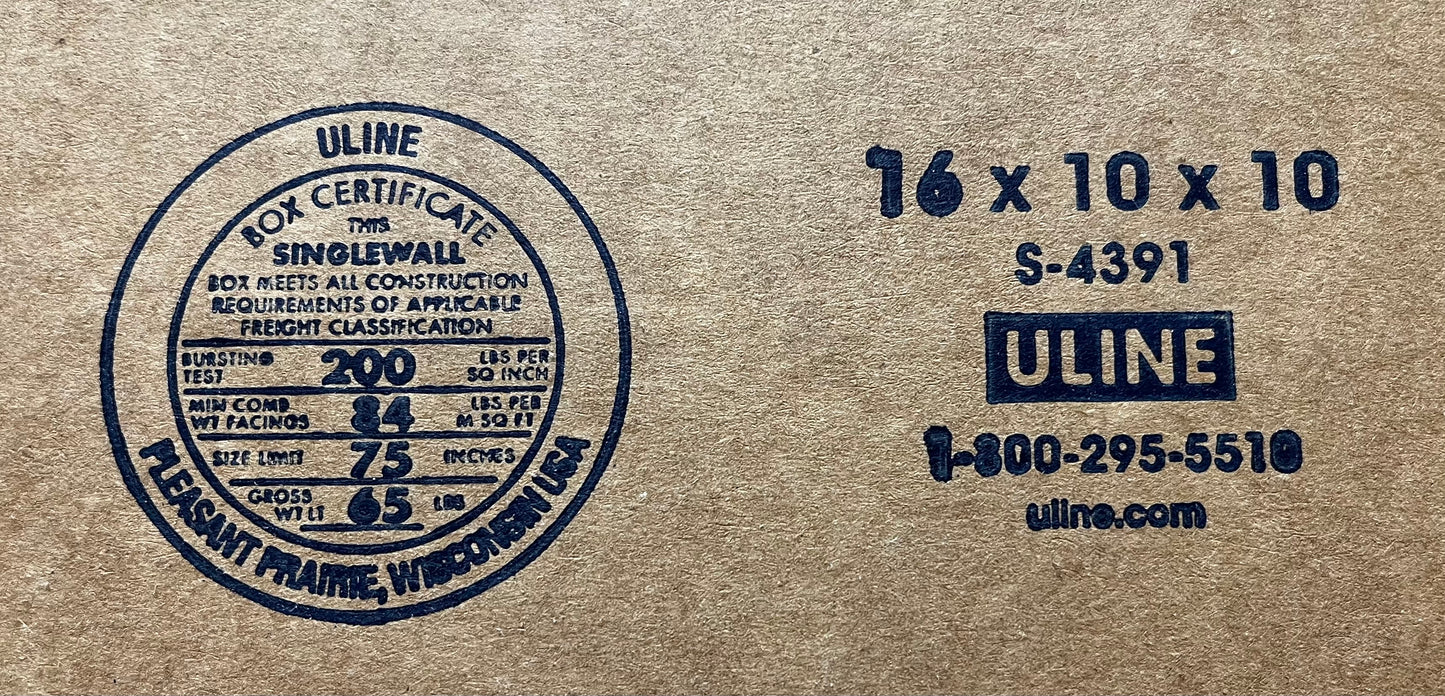 ULINE
BOX CERTIFICATE
THIS
SINGLEWALL
BOX MEETS ALL CONSTRUCTION
REQUIREMENTS OF APPLICABLE
FREIGHT CLASSIFICATION
BURSTING TEST 200 LBS PER SQ INCH
MIN COMB WT FACINGS 84 LBS PER M SQ FT
SIZE LIMIT 75 INCHES
GROSS WT LT 65 LBS
PLEASANT PRAIRIE, WISCONSIN USA
16 x 10 x 10
S-4391
ULINE
1-800-295-5510
uline.com